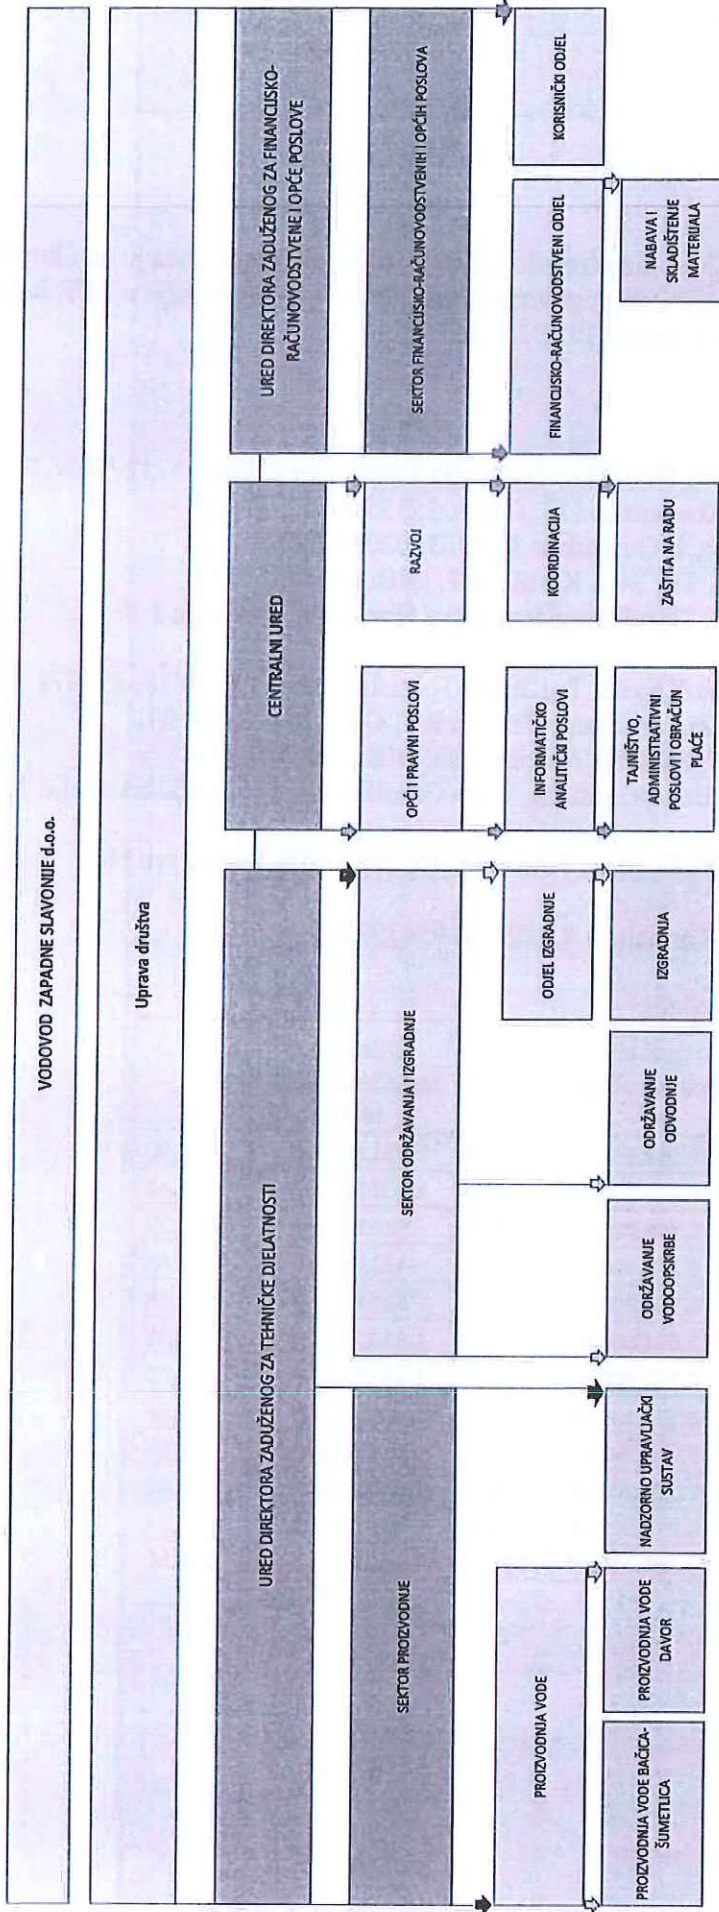 VODOVOD ZAPADNE SLAVONIJE d.o.o.
Uprava društva
URED DIREKTORA ZADUŽENOG ZA TEHNIČKE DJELATNOSTI
CENTRALNI URED
URED DIREKTORA ZADUŽENOG ZA FINANCIJSKO-
RAČUNOVODSTVENE I OPĆE POSLOVE
SEKTOR PROIZVODNJE
SEKTOR ODRŽAVANJA I IZGRADNJE
OPĆI I PRAVNI POSLOVI
RAZVOJ
SEKTOR FINANCIJSKO-RAČUNOVODSTVENIH I OPĆIH POSLOVA
PROIZVODNJA VODE
ODJEL IZGRADNJE
INFORMATIČKO
ANALITIČKI POSLOVI
KOORDINACIJA
FINANCIJSKO-RAČUNOVODSTVENI ODJEL
KORISNIČKI ODJEL
PROIZVODNJA VODE BAČICA-
ŠUMETLICA
PROIZVODNJA VODE
DAVOR
NADZORNO UPRAVLJAČKI
SUSTAV
ODRŽAVANJE
VODOOPSKRBE
ODRŽAVANJE
ODVODNJE
IZGRADNJA
TAJNIŠTVO,
ADMINISTRATIVNI
POSLOVI I OBRAČUN
PLAĆE
ZAŠTITA NA RADU
NABAVA I
SKLADIŠTENJE
MATERIJALA